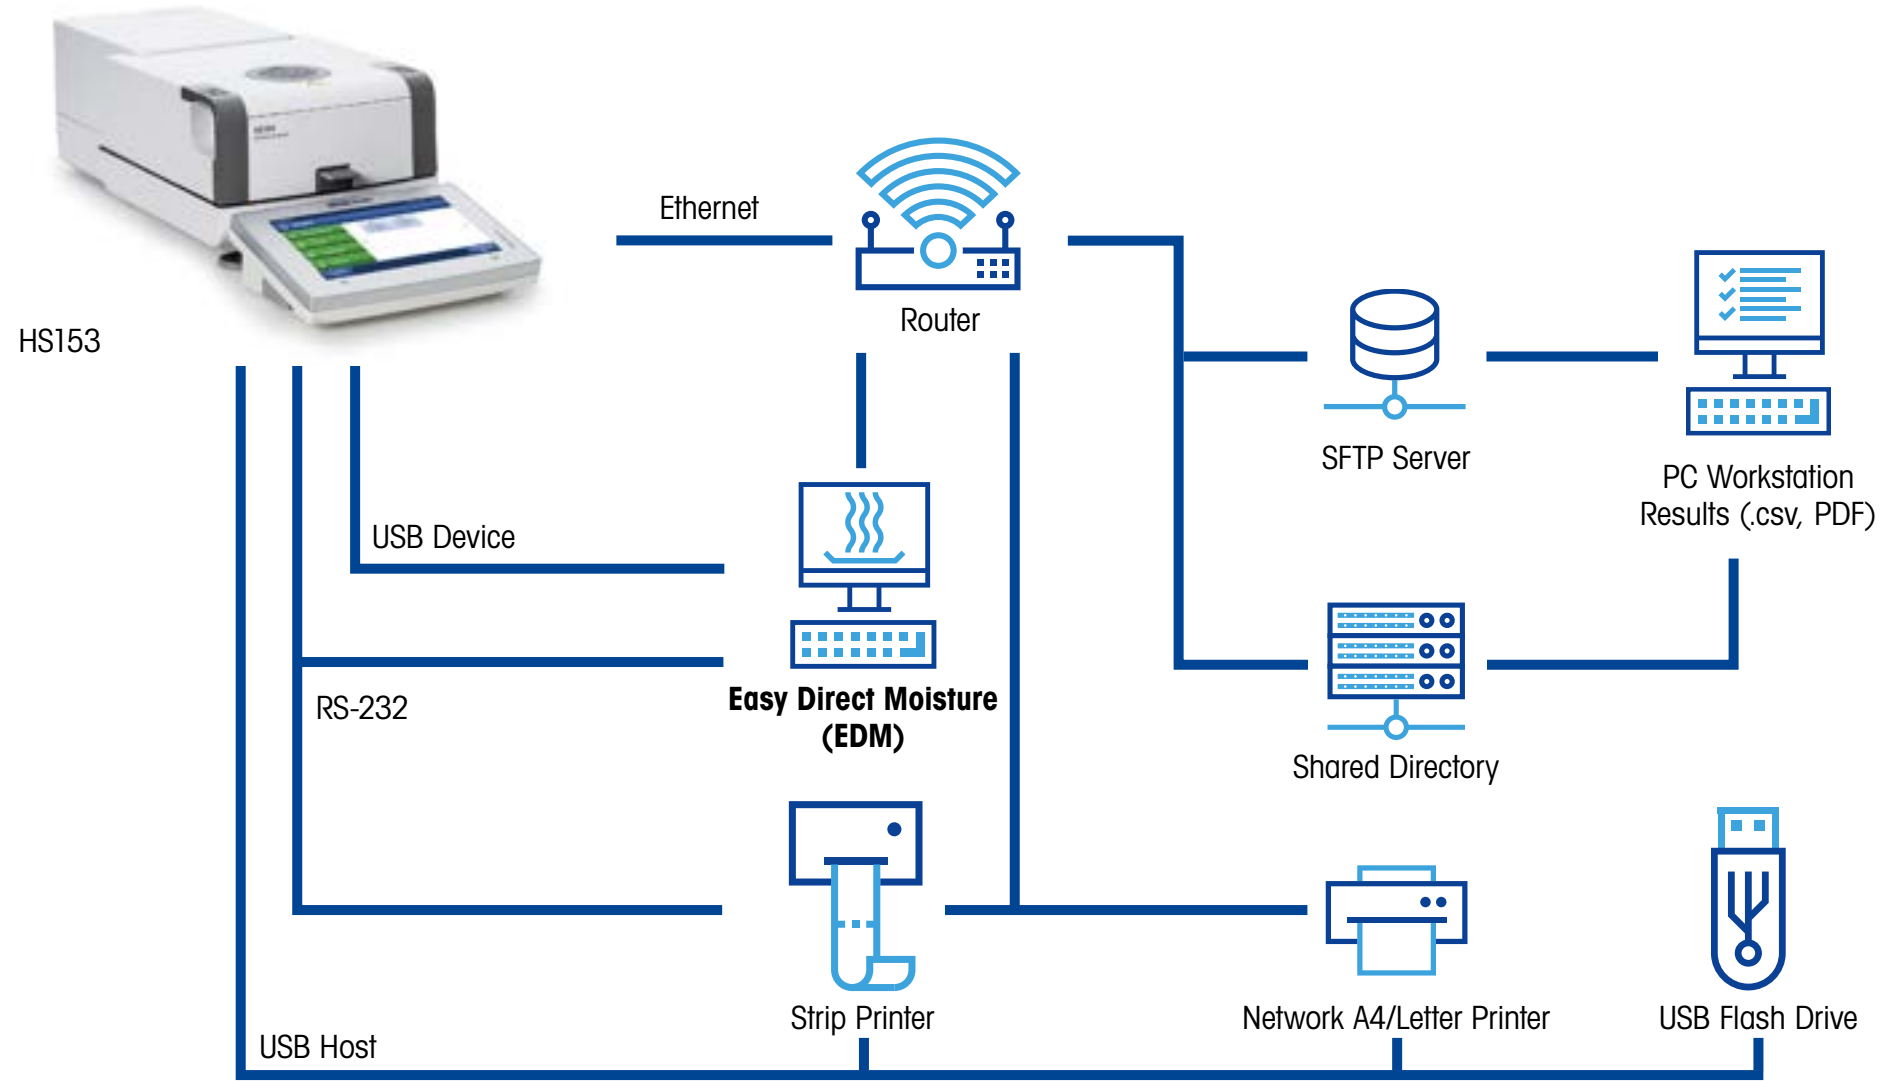 Ethernet
Router
HS153
SFTP Server
PC Workstation
Results (.csv, PDF)
USB Device
RS-232
Easy Direct Moisture
(EDM)
Shared Directory
Strip Printer
Network A4/Letter Printer
USB Flash Drive
USB Host